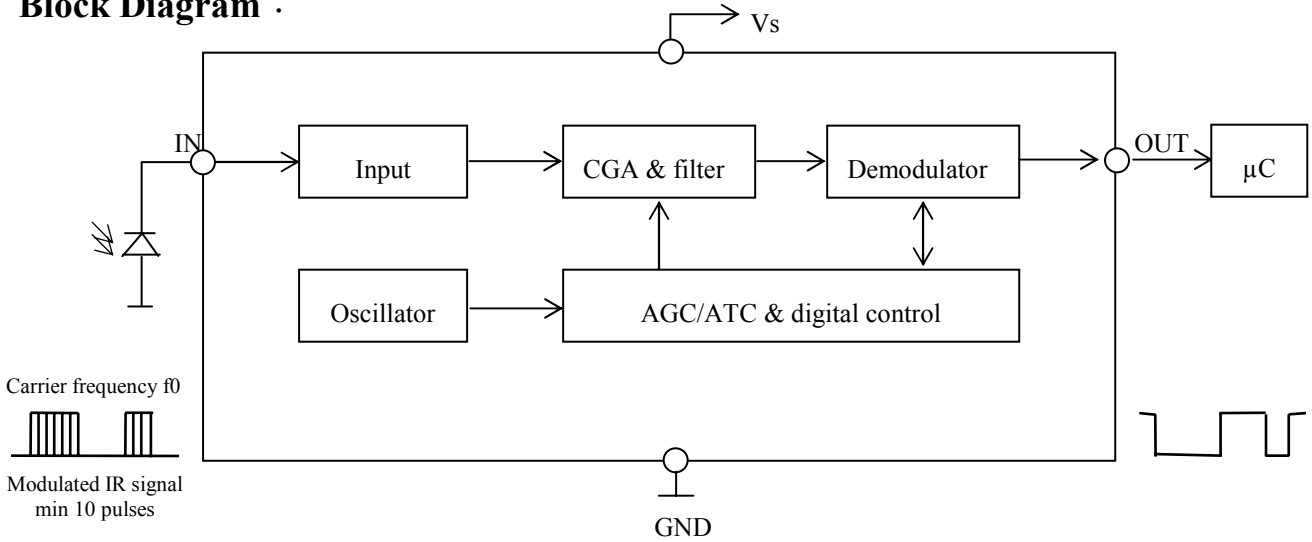 Block Diagram :
Vs
IN
Input
CGA & filter
Demodulator
OUT
µC
Oscillator
AGC/ATC & digital control
Carrier frequency f0
Modulated IR signal
min 10 pulses
GND